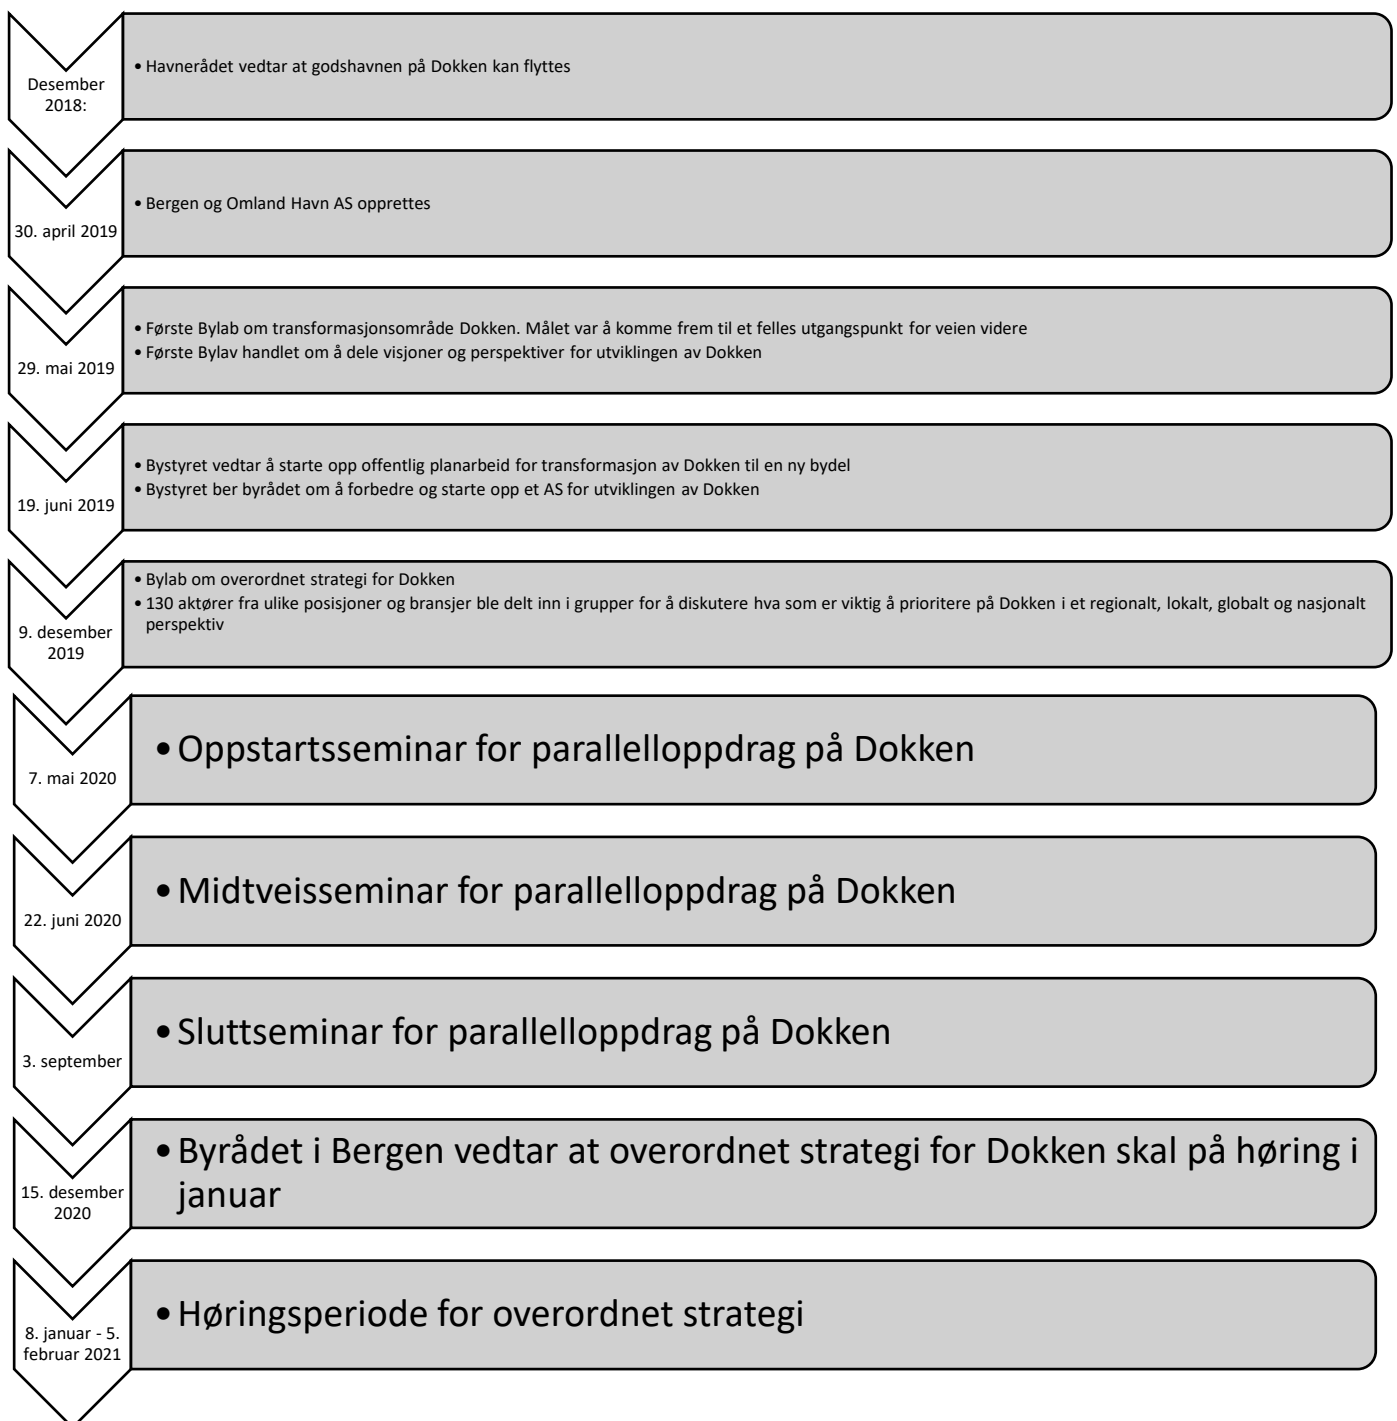 Desember
2018:
• Havnerådet vedtar at godshavnen på Dokken kan flyttes
30. april 2019
• Bergen og Omland Havn AS opprettes
29. mai 2019
• Første Bylab om transformasjonsområde Dokken. Målet var å komme frem til et felles utgangspunkt for veien videre
• Første Bylav handlet om å dele visjoner og perspektiver for utviklingen av Dokken
19. juni 2019
• Bystyret vedtar å starte opp offentlig planarbeid for transformasjon av Dokken til en ny bydel
• Bystyret ber byrådet om å forbedre og starte opp et AS for utviklingen av Dokken
9. desember
2019
• Bylab om overordnet strategi for Dokken
• 130 aktører fra ulike posisjoner og bransjer ble delt inn i grupper for å diskutere hva som er viktig å prioritere på Dokken i et regionalt, lokalt, globalt og nasjonalt
perspektiv
7. mai 2020
• Oppstartsseminar for parallelloppdrag på Dokken
22. juni 2020
• Midtveisseminar for parallelloppdrag på Dokken
3. september
• Sluttseminar for parallelloppdrag på Dokken
15. desember
2020
• Byrådet i Bergen vedtar at overordnet strategi for Dokken skal på høring i
januar
8. januar - 5.
februar 2021
• Høringsperiode for overordnet strategi